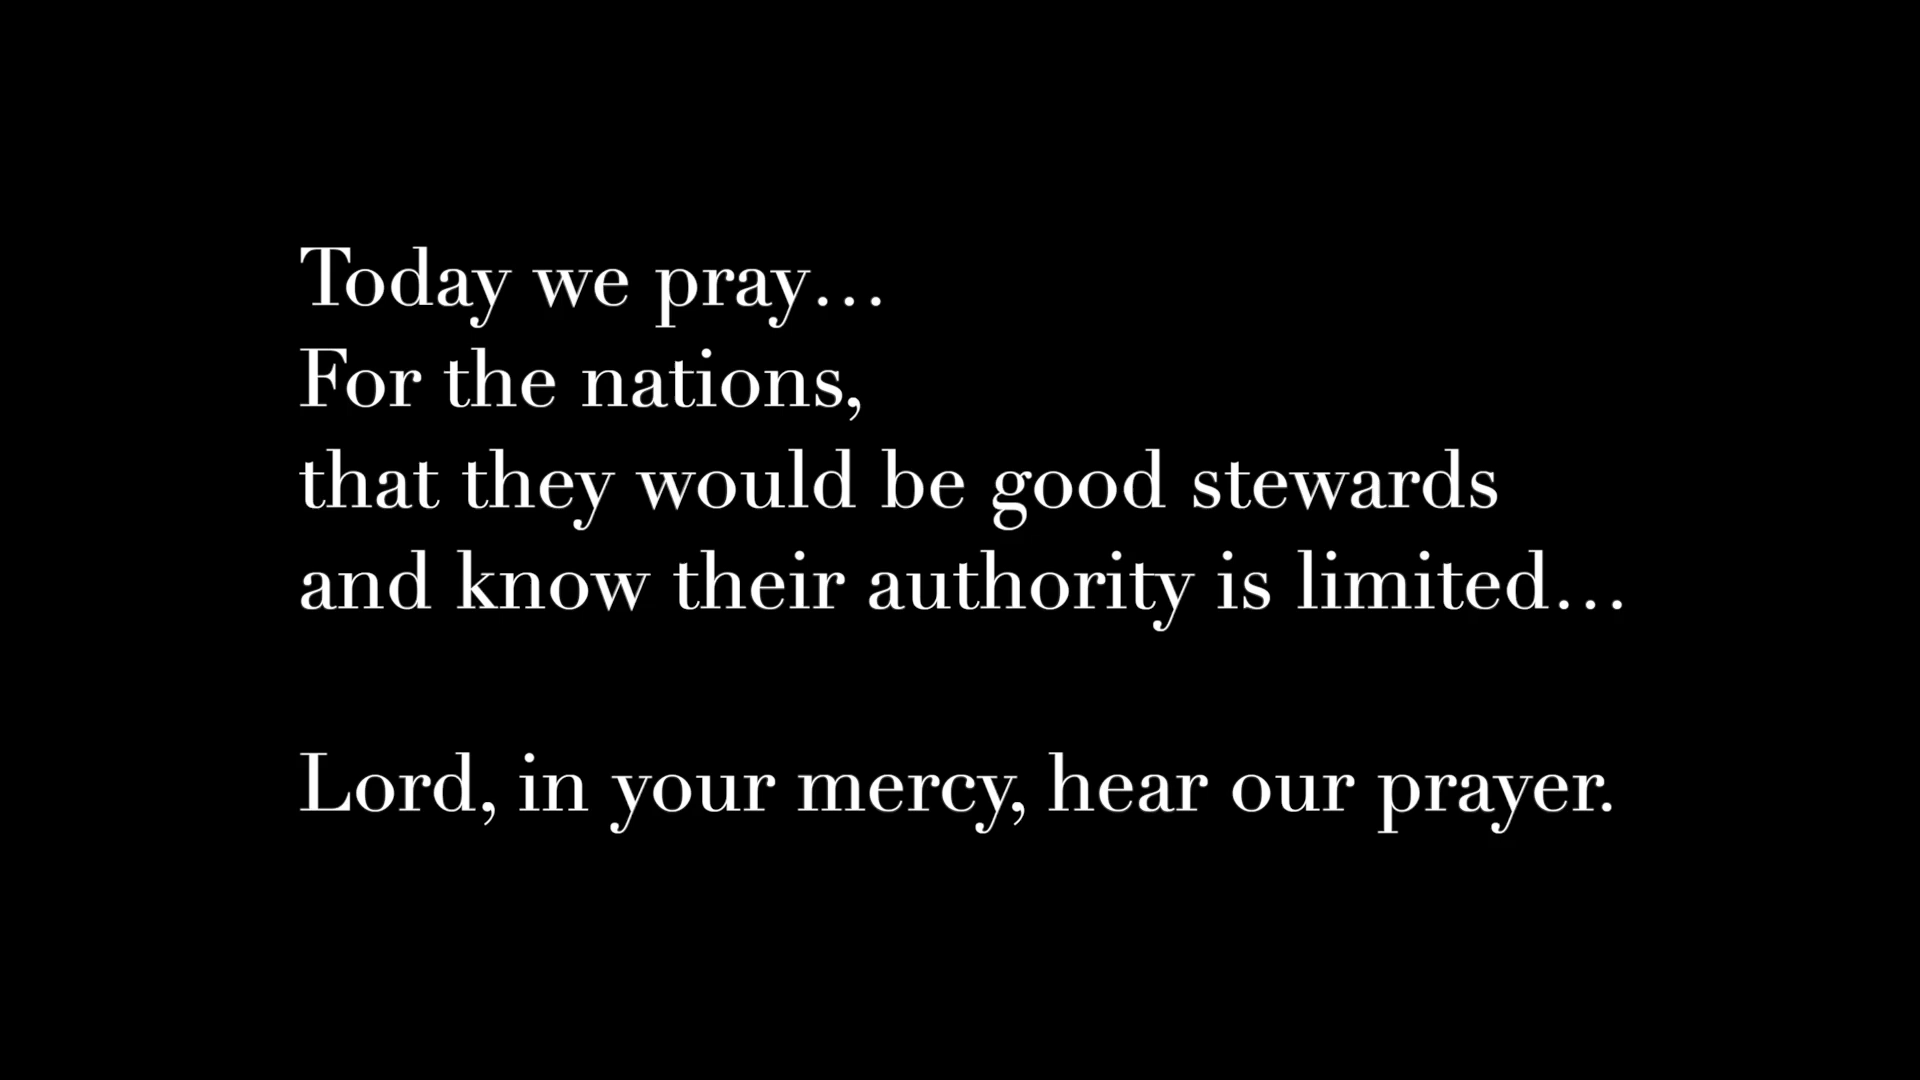 Today we pray…
For the nations,
that they would be good stewards
and know their authority is limited…
Lord, in your mercy, hear our prayer.